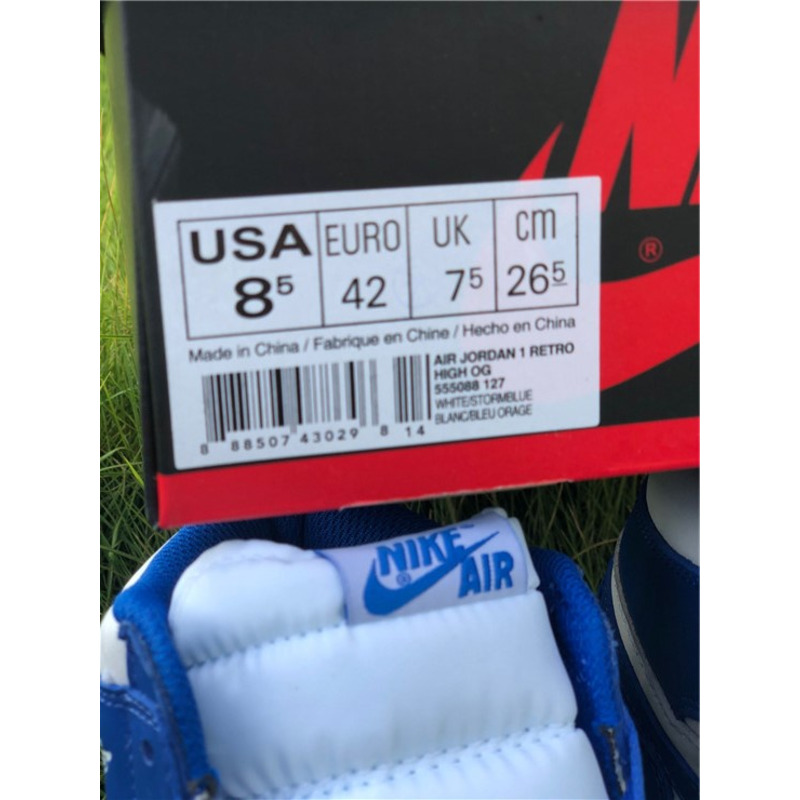 N
®
USA EURO UK cm
8⁵ 42 7⁵ 26⁵
Made in China / Fabrique en Chine / Hecho en China
AIR JORDAN 1 RETRO
HIGH OG
555088 127
WHITE/STORMBLUE
BLANC/BLEU ORAGE
8 88507 43029 8 14
NIKE
®
AIR